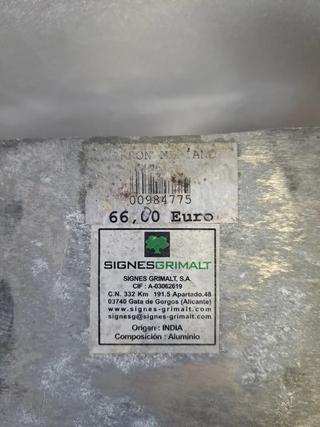 00984775
66,00 Euro
SIGNESGRIMALT
SIGNES GRIMALT, S.A.
CIF : A-03062619
C.N. 332 Km 191.5 Apartado.48
03740 Gata de Gorgos (Alicante)
www.signes-grimalt.com
signesg@signes-grimalt.com
Origen : INDIA
Composición : Aluminio